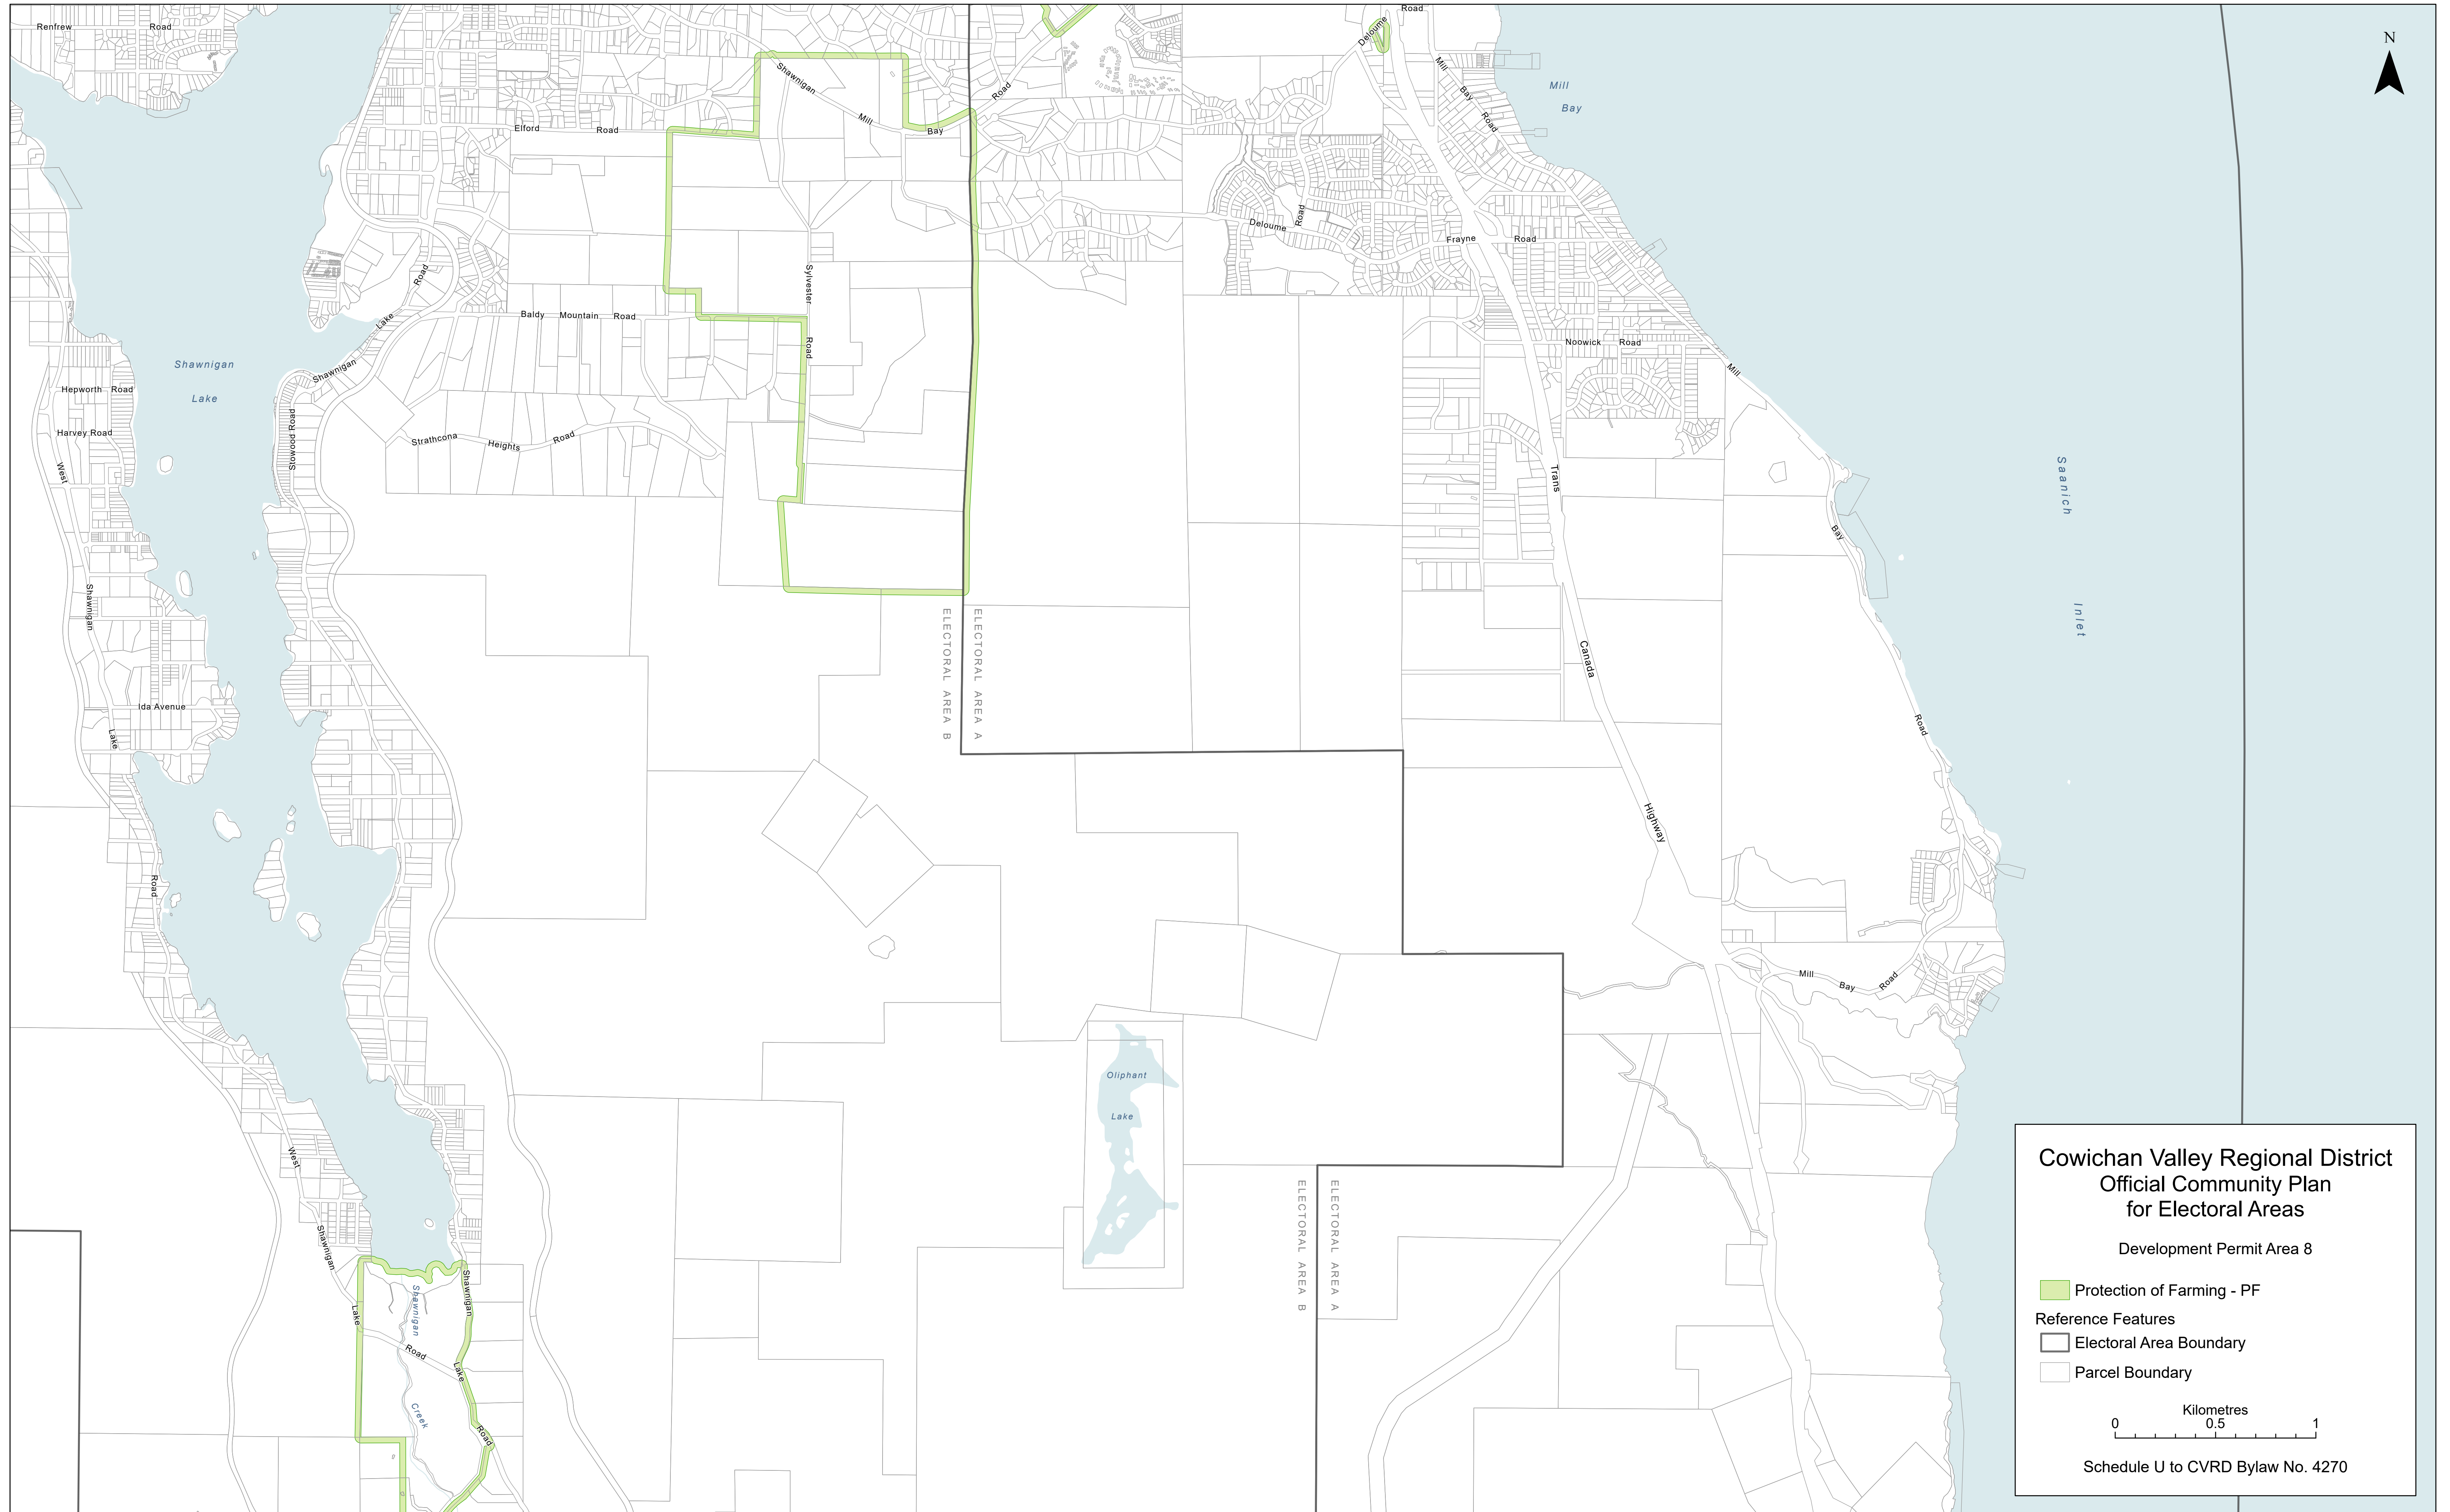 Renfrew Road
Deloume Road
N
Shawnigan Mill Bay Road
Mill Bay
Mill Bay Road
Elford Road
Deloume Road
Frayne Road
Sylvester Road
Shawnigan Lake Road
Baldy Mountain Road
Noowick Road
Shawnigan
Lake
Mill Bay Road
Hepworth Road
Harvey Road
Stowood Road
Strathcona Heights Road
West Shawnigan Lake Road
Trans Canada Highway
Saanich Inlet
ELECTORAL AREA B
ELECTORAL AREA A
Ida Avenue
Mill Bay Road
Oliphant
Lake
ELECTORAL AREA B
ELECTORAL AREA A
West Shawnigan Lake Road
Shawnigan Creek
Shawnigan Lake Road
Cowichan Valley Regional District
Official Community Plan
for Electoral Areas
Development Permit Area 8
Protection of Farming - PF
Reference Features
Electoral Area Boundary
Parcel Boundary
Kilometres
0 0.5 1
Schedule U to CVRD Bylaw No. 4270